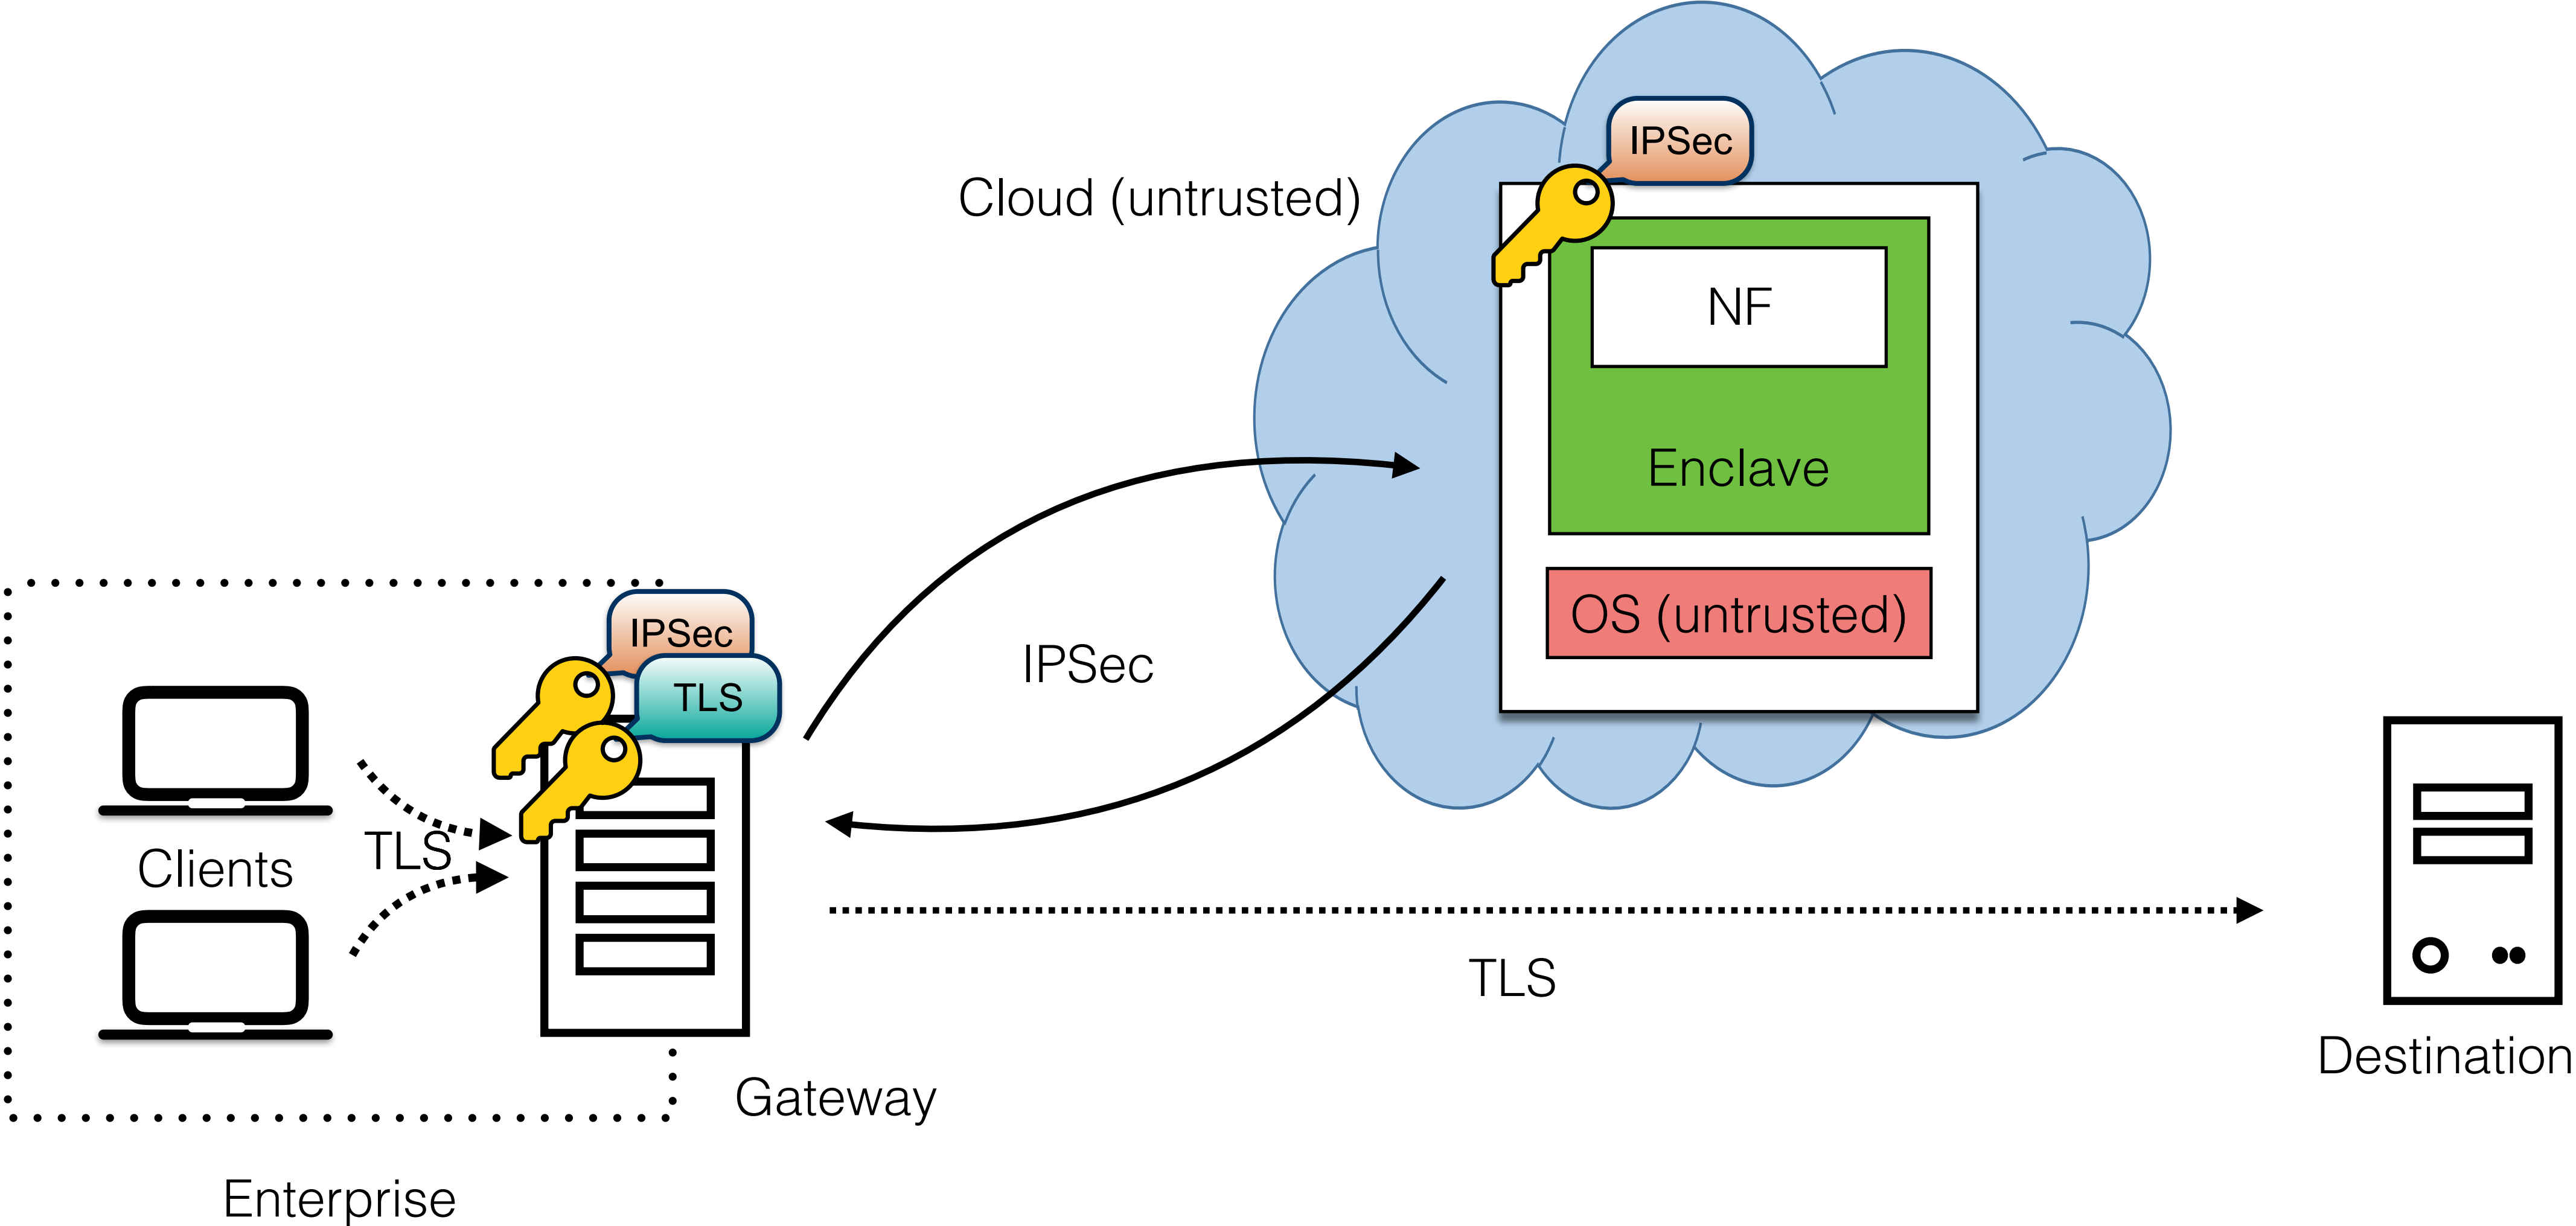 IPSec
Cloud (untrusted)
NF
Enclave
OS (untrusted)
IPSec
TLS
IPSec
TLS
Clients
TLS
Destination
Gateway
Enterprise